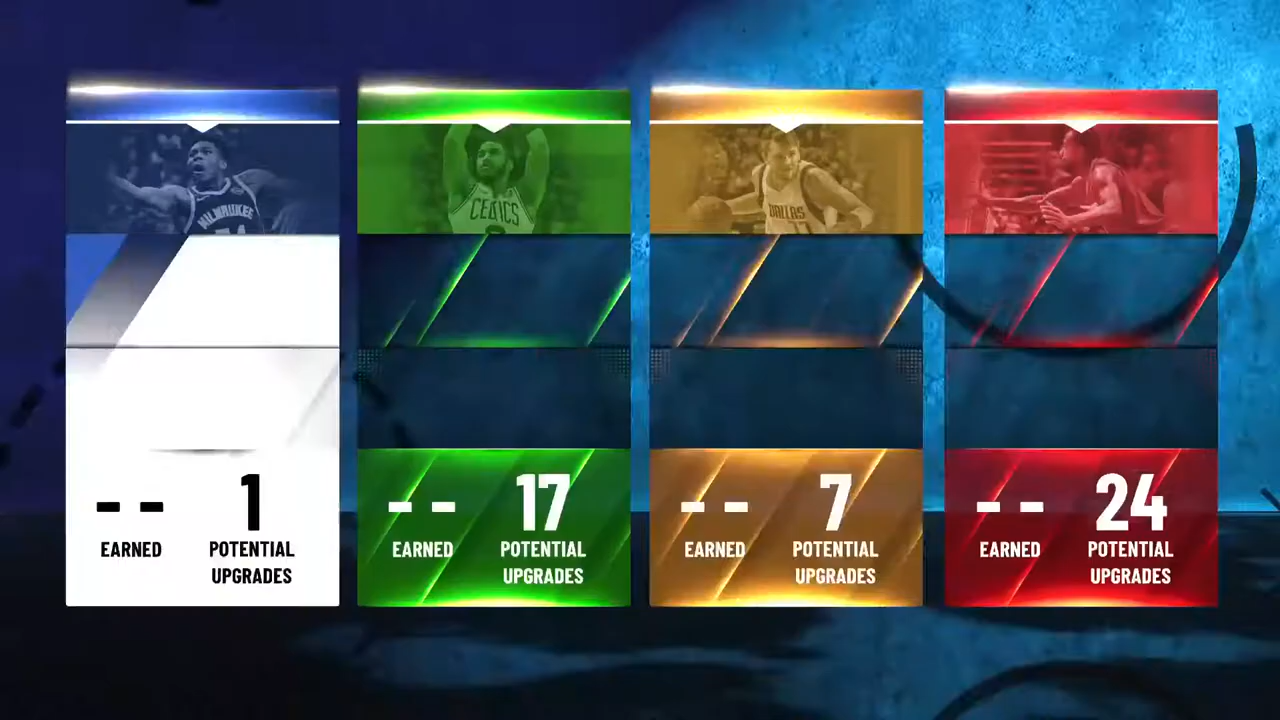 MILWAUKEE
CELTICS
DALLAS
-- 1
EARNED POTENTIAL
UPGRADES
-- 17
EARNED POTENTIAL
UPGRADES
-- 7
EARNED POTENTIAL
UPGRADES
-- 24
EARNED POTENTIAL
UPGRADES